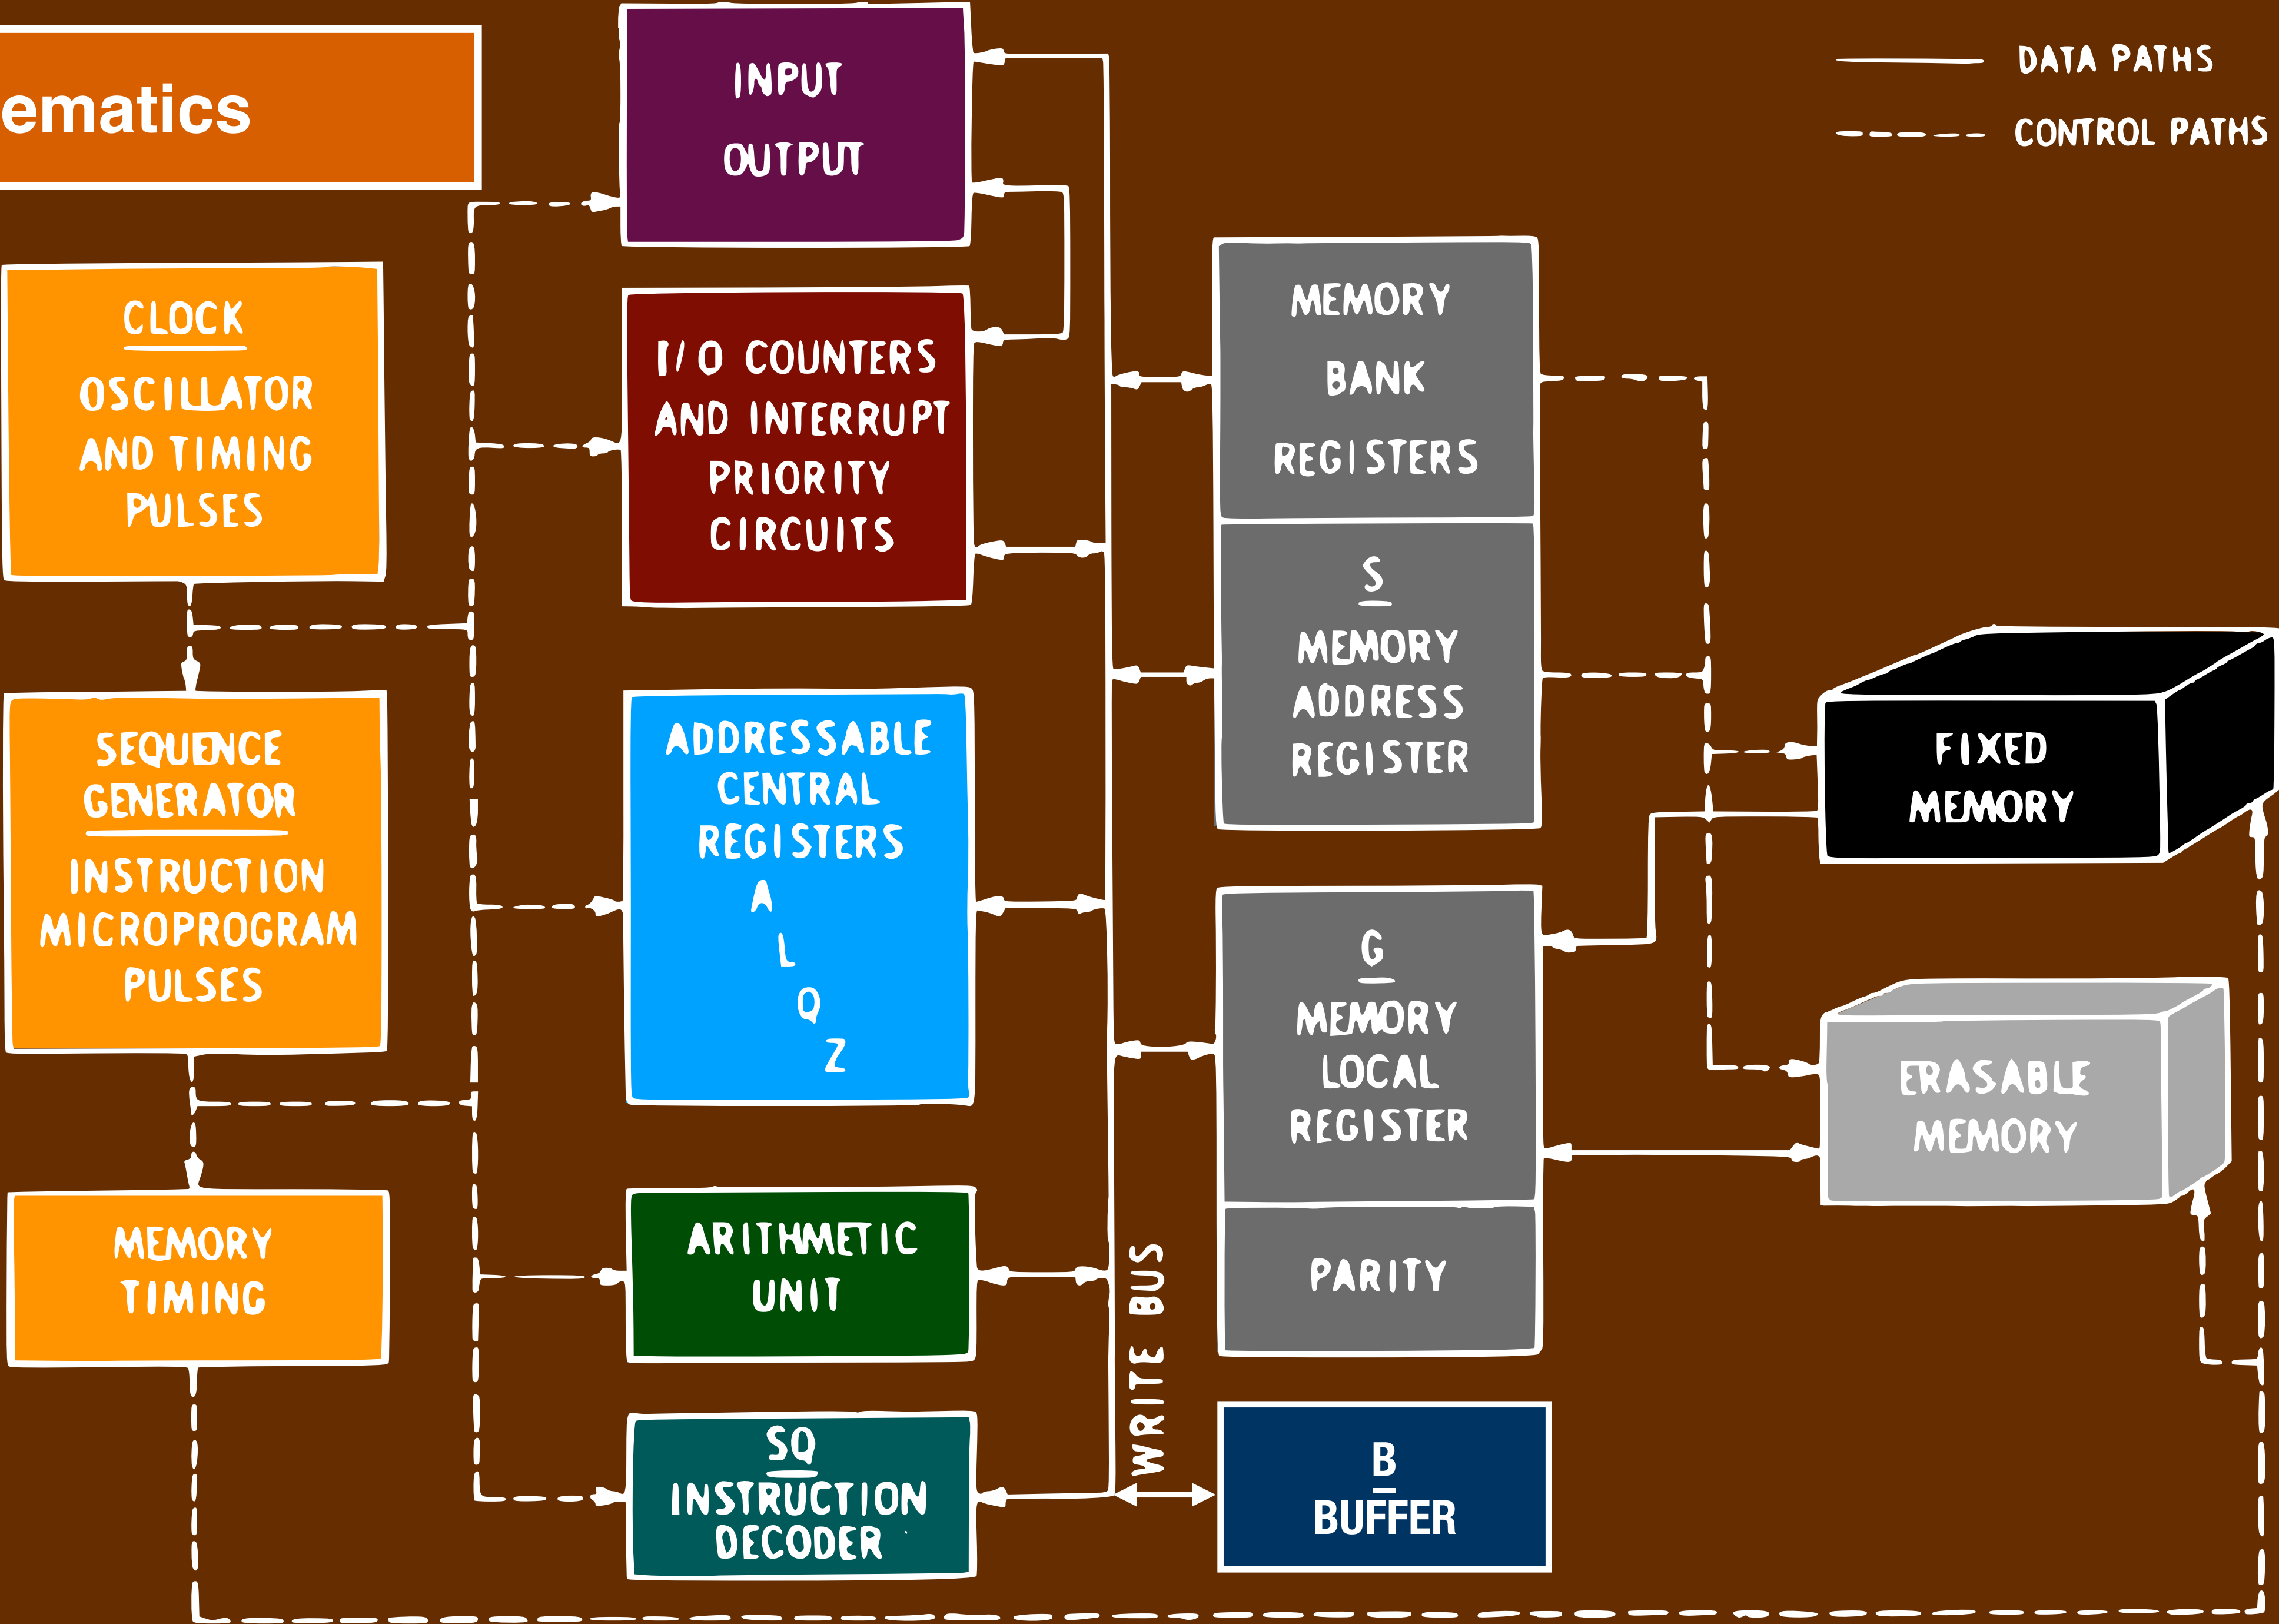 ematics
DATA PATHS
CONTROL PATHS
INPUT
OUTPUT
CLOCK
OSCILLATOR
AND TIMING
PULSES
I/O COUNTERS
AND INTERRUPT
PRIORITY
CIRCUITS
MEMORY
BANK
REGISTERS
S
MEMORY
ADDRESS
REGISTER
SEQUENCE
GENERATOR
INSTRUCTION
MICROPROGRAM
PULSES
ADDRESSABLE
CENTRAL
REGISTERS
A
L
Q
Z
FIXED
MEMORY
G
MEMORY
LOCAL
REGISTER
PARITY
ERASABLE
MEMORY
MEMORY
TIMING
ARITHMETIC
UNIT
WRITE BUS
SQ
INSTRUCTION
DECODER
B
BUFFER